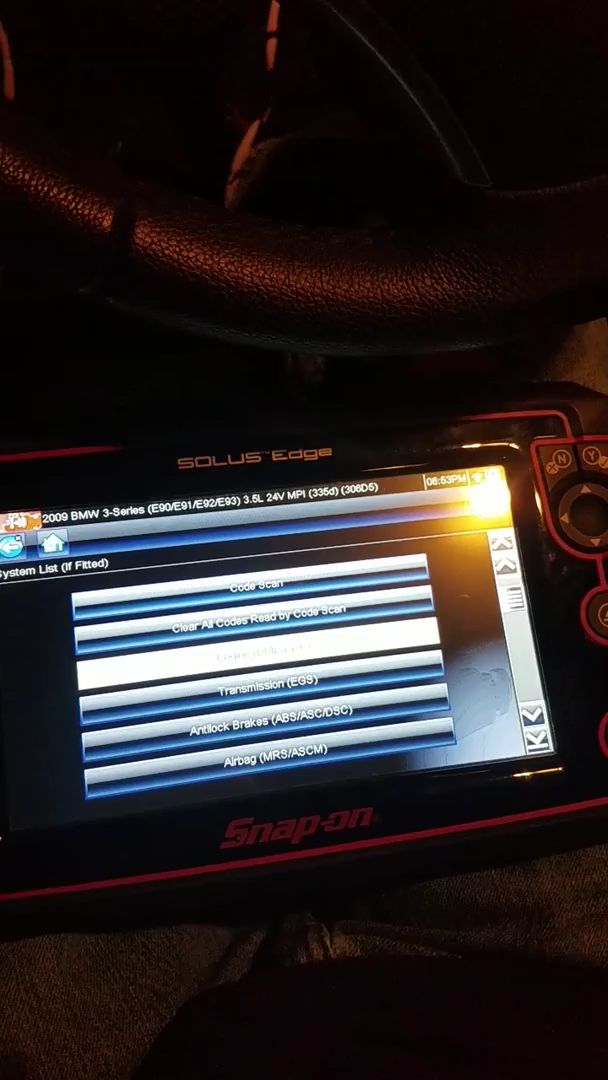 SOLUS Edge
2009 BMW 3-Series (E90/E91/E92/E93) 3.5L 24V MPI (335d) (306D5)
08:53PM
System List (If Fitted)
Code Scan
Clear All Codes Read by Code Scan
Transmission (EGS)
Antilock Brakes (ABS/ASC/DSC)
Airbag (MRS/ASCM)
Snap-on
N
Y